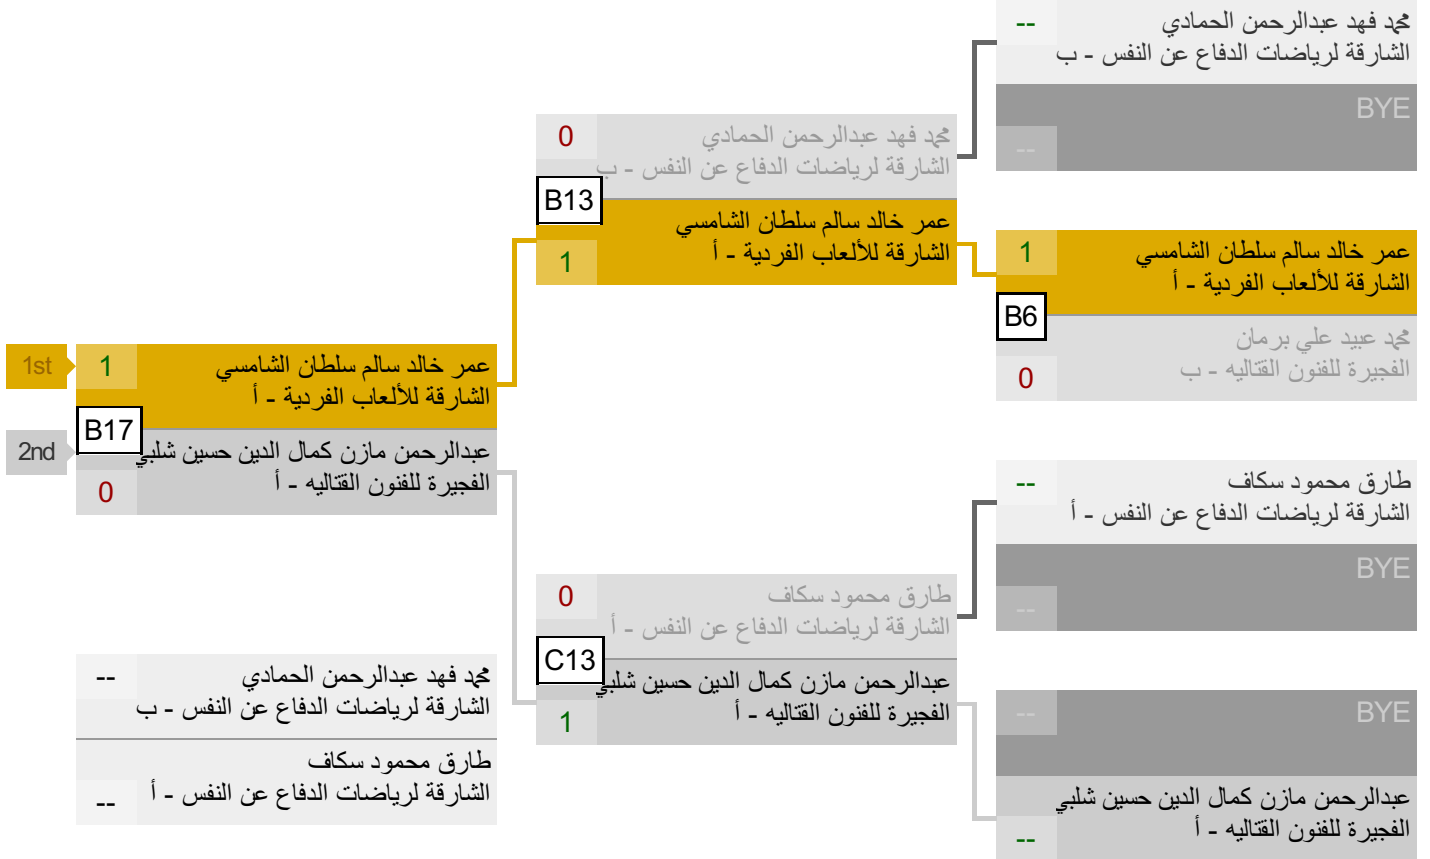 --
محمد فهد عبدالرحمن الحمادي
الشارقة لرياضات الدفاع عن النفس - ب
BYE
--
0
محمد فهد عبدالرحمن الحمادي
الشارقة لرياضات الدفاع عن النفس - ب
B13
عمر خالد سالم سلطان الشامسي
الشارقة للألعاب الفردية - أ
1
1
عمر خالد سالم سلطان الشامسي
الشارقة للألعاب الفردية - أ
B6
محمد عبيد علي برمان
الفجيرة للفنون القتاليه - ب
0
1st
1
عمر خالد سالم سلطان الشامسي
الشارقة للألعاب الفردية - أ
B17
2nd
عبدالرحمن مازن كمال الدين حسين شلبي
الفجيرة للفنون القتاليه - أ
0
--
طارق محمود سكاف
الشارقة لرياضات الدفاع عن النفس - أ
BYE
--
0
طارق محمود سكاف
الشارقة لرياضات الدفاع عن النفس - أ
C13
عبدالرحمن مازن كمال الدين حسين شلبي
الفجيرة للفنون القتاليه - أ
1
--
محمد فهد عبدالرحمن الحمادي
الشارقة لرياضات الدفاع عن النفس - ب
طارق محمود سكاف
الشارقة لرياضات الدفاع عن النفس - أ
--
--
BYE
عبدالرحمن مازن كمال الدين حسين شلبي
الفجيرة للفنون القتاليه - أ
--